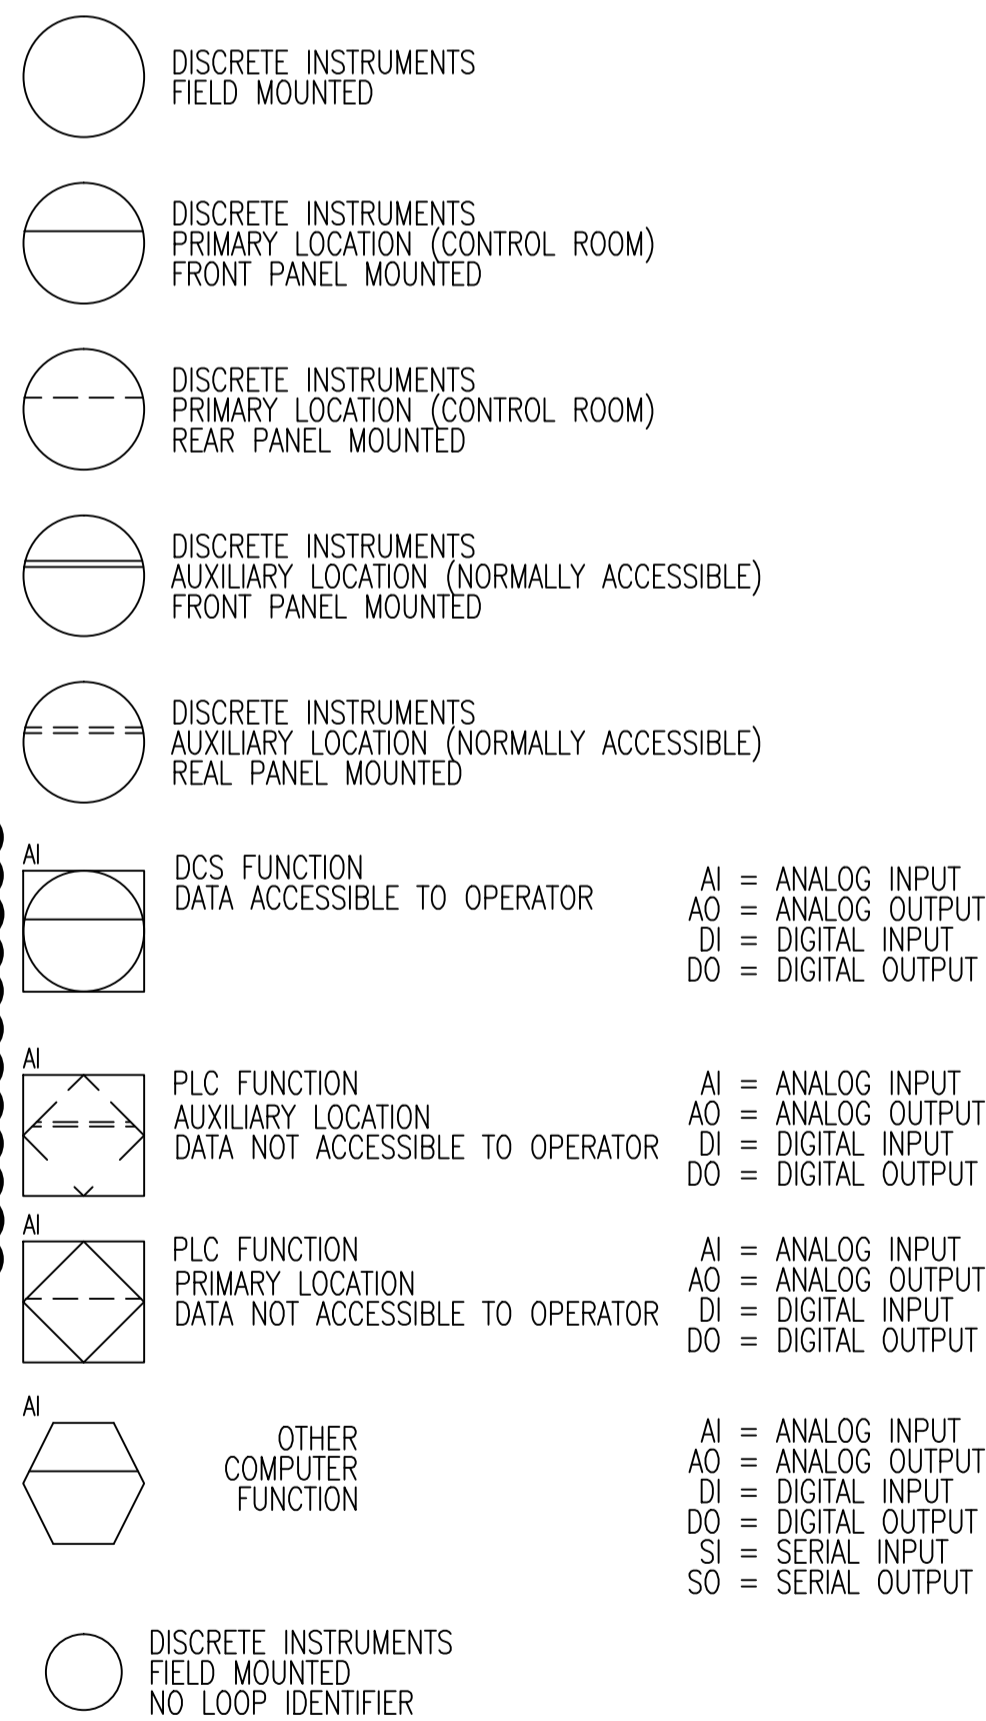 DISCRETE INSTRUMENTS
FIELD MOUNTED
DISCRETE INSTRUMENTS
PRIMARY LOCATION (CONTROL ROOM)
FRONT PANEL MOUNTED
DISCRETE INSTRUMENTS
PRIMARY LOCATION (CONTROL ROOM)
REAR PANEL MOUNTED
DISCRETE INSTRUMENTS
AUXILIARY LOCATION (NORMALLY ACCESSIBLE)
FRONT PANEL MOUNTED
DISCRETE INSTRUMENTS
AUXILIARY LOCATION (NORMALLY ACCESSIBLE)
REAL PANEL MOUNTED
AI
DCS FUNCTION
DATA ACCESSIBLE TO OPERATOR
AI = ANALOG INPUT
AO = ANALOG OUTPUT
DI = DIGITAL INPUT
DO = DIGITAL OUTPUT
AI
PLC FUNCTION
AUXILIARY LOCATION
DATA NOT ACCESSIBLE TO OPERATOR
AI = ANALOG INPUT
AO = ANALOG OUTPUT
DI = DIGITAL INPUT
DO = DIGITAL OUTPUT
AI
PLC FUNCTION
PRIMARY LOCATION
DATA NOT ACCESSIBLE TO OPERATOR
AI = ANALOG INPUT
AO = ANALOG OUTPUT
DI = DIGITAL INPUT
DO = DIGITAL OUTPUT
AI
OTHER
COMPUTER
FUNCTION
AI = ANALOG INPUT
AO = ANALOG OUTPUT
DI = DIGITAL INPUT
DO = DIGITAL OUTPUT
SI = SERIAL INPUT
SO = SERIAL OUTPUT
DISCRETE INSTRUMENTS
FIELD MOUNTED
NO LOOP IDENTIFIER